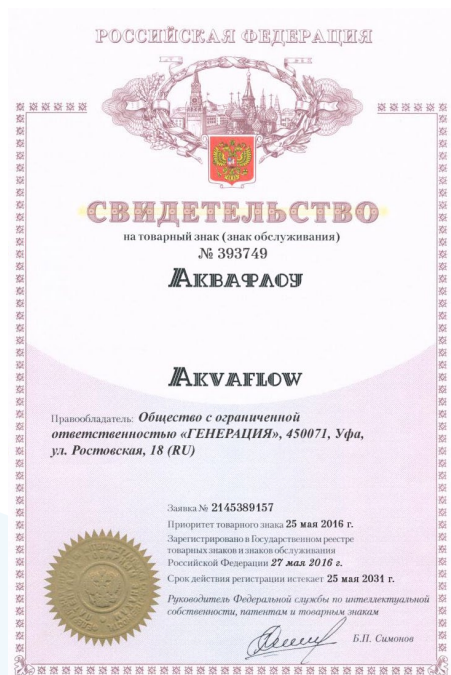 РОССИЙСКАЯ ФЕДЕРАЦИЯ
СВИДЕТЕЛЬСТВО
на товарный знак (знак обслуживания)
№ 393749
АКВАФЛОУ
AKVAFLOW
Правообладатель: Общество с ограниченной
ответственностью «ГЕНЕРАЦИЯ», 450071, Уфа,
ул. Ростовская, 18 (RU)
Заявка № 2145389157
Приоритет товарного знака 25 мая 2016 г.
Зарегистрировано в Государственном реестре
товарных знаков и знаков обслуживания
Российской Федерации 27 мая 2016 г.
Срок действия регистрации истекает 25 мая 2031 г.
Руководитель Федеральной службы по интеллектуальной
собственности, патентам и товарным знакам
Б.П. Симонов